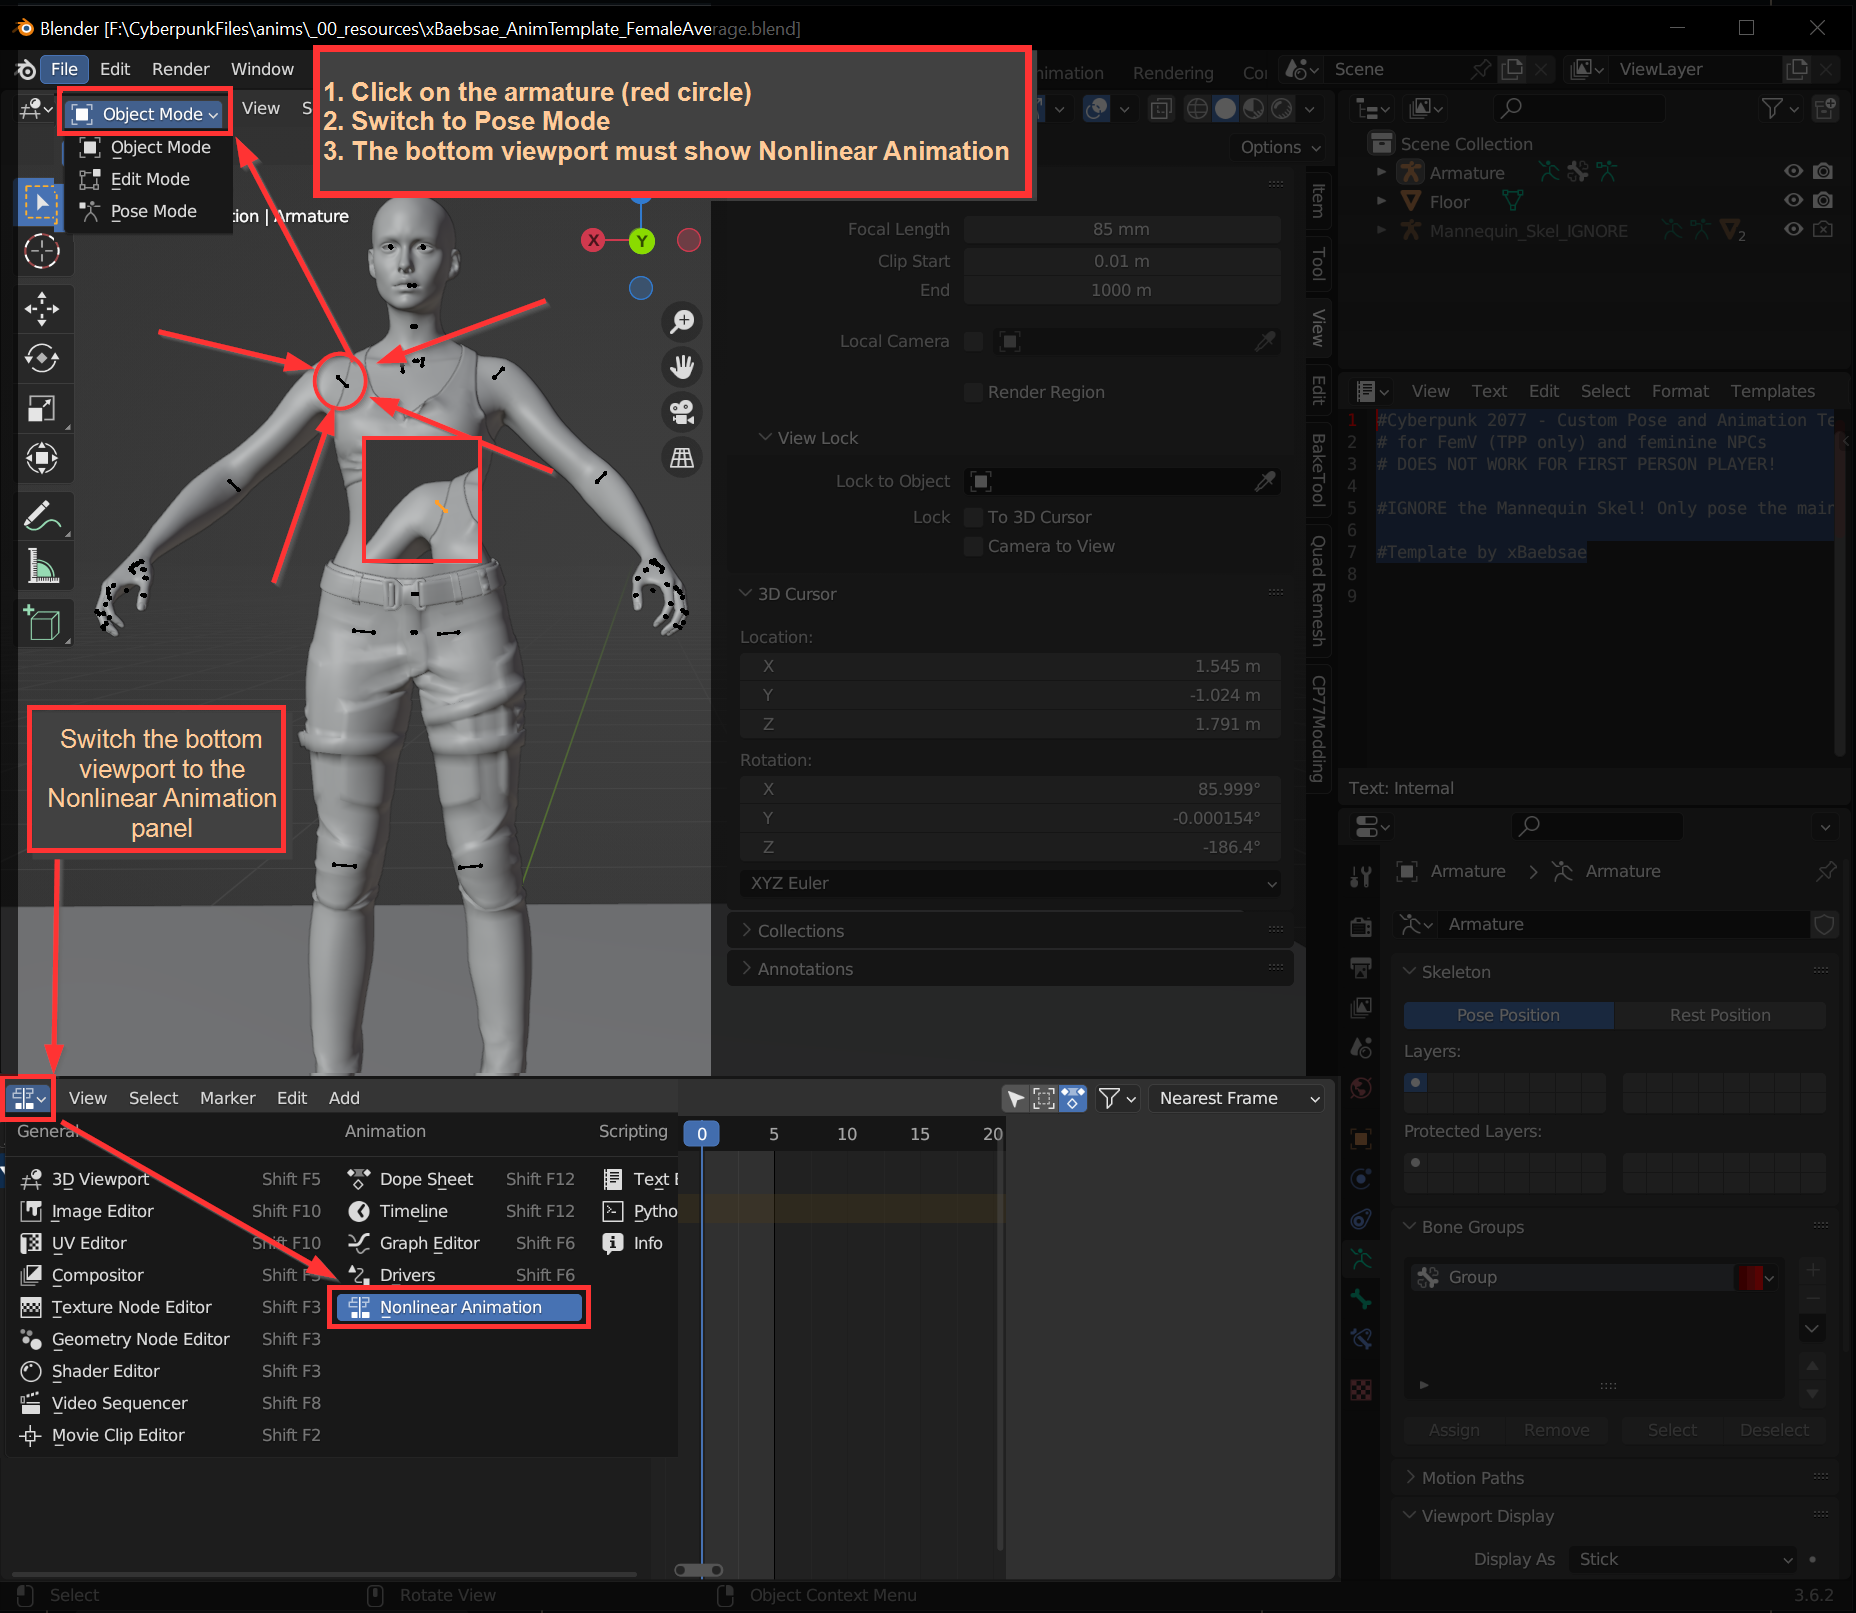 Blender [F:\CyberpunkFiles\anims\_00_resources\xBaebsae_AnimTemplate_FemaleAverage.blend]
File Edit Render Window
Rendering
Scene
ViewLayer
1. Click on the armature (red circle)
2. Switch to Pose Mode
3. The bottom viewport must show Nonlinear Animation
Object Mode
View
Object Mode
Edit Mode
Pose Mode
tion | Armature
X
Y
Options
Focal Length 85 mm
Clip Start 0.01 m
End 1000 m
Local Camera
Render Region
View Lock
Lock to Object
Lock To 3D Cursor
Camera to View
3D Cursor
Location:
X 1.545 m
Y -1.024 m
Z 1.791 m
Rotation:
X 85.999°
Y -0.000154°
Z -186.4°
XYZ Euler
Collections
Annotations
Item
Tool
View
Edit
BakeTool
Quad Remesh
CP77Modding
Scene Collection
Armature
Floor
Mannequin_Skel_IGNORE 2
View Text Edit Select Format Templates
1 #Cyberpunk 2077 - Custom Pose and Animation Te
2 # for FemV (TPP only) and feminine NPCs
3 # DOES NOT WORK FOR FIRST PERSON PLAYER!
4
5 #IGNORE the Mannequin Skel! Only pose the main
6
7 #Template by xBaebsae
8
9
Text: Internal
Armature > Armature
Armature
Skeleton
Pose Position Rest Position
Layers:
Protected Layers:
Bone Groups
Group
Assign Remove Select Deselect
Motion Paths
Viewport Display
Display As Stick
Switch the bottom
viewport to the
Nonlinear Animation
panel
View Select Marker Edit Add
Nearest Frame
General Animation Scripting
0 5 10 15 20
3D Viewport Shift F5
Image Editor Shift F10
UV Editor Shift F10
Compositor Shift F3
Texture Node Editor Shift F3
Geometry Node Editor Shift F3
Shader Editor Shift F3
Video Sequencer Shift F8
Movie Clip Editor Shift F2
Dope Sheet Shift F12
Timeline Shift F12
Graph Editor Shift F6
Drivers Shift F6
Nonlinear Animation
Text E
Pytho
Info
Select
Rotate View
Object Context Menu
3.6.2